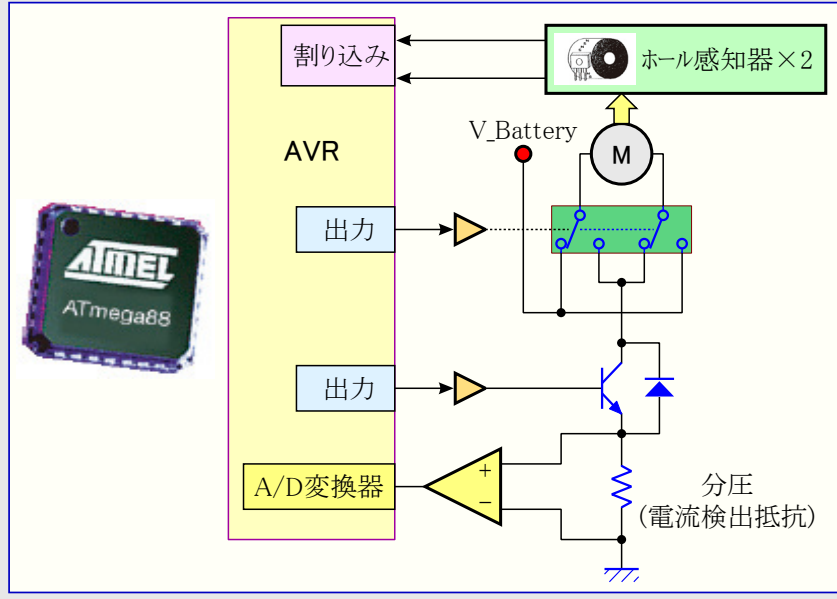 割り込み
ホール感知器×2
V_Battery
M
AVR
出力
ATMEL
ATmega88
出力
A/D変換器
+
−
分圧
(電流検出抵抗)